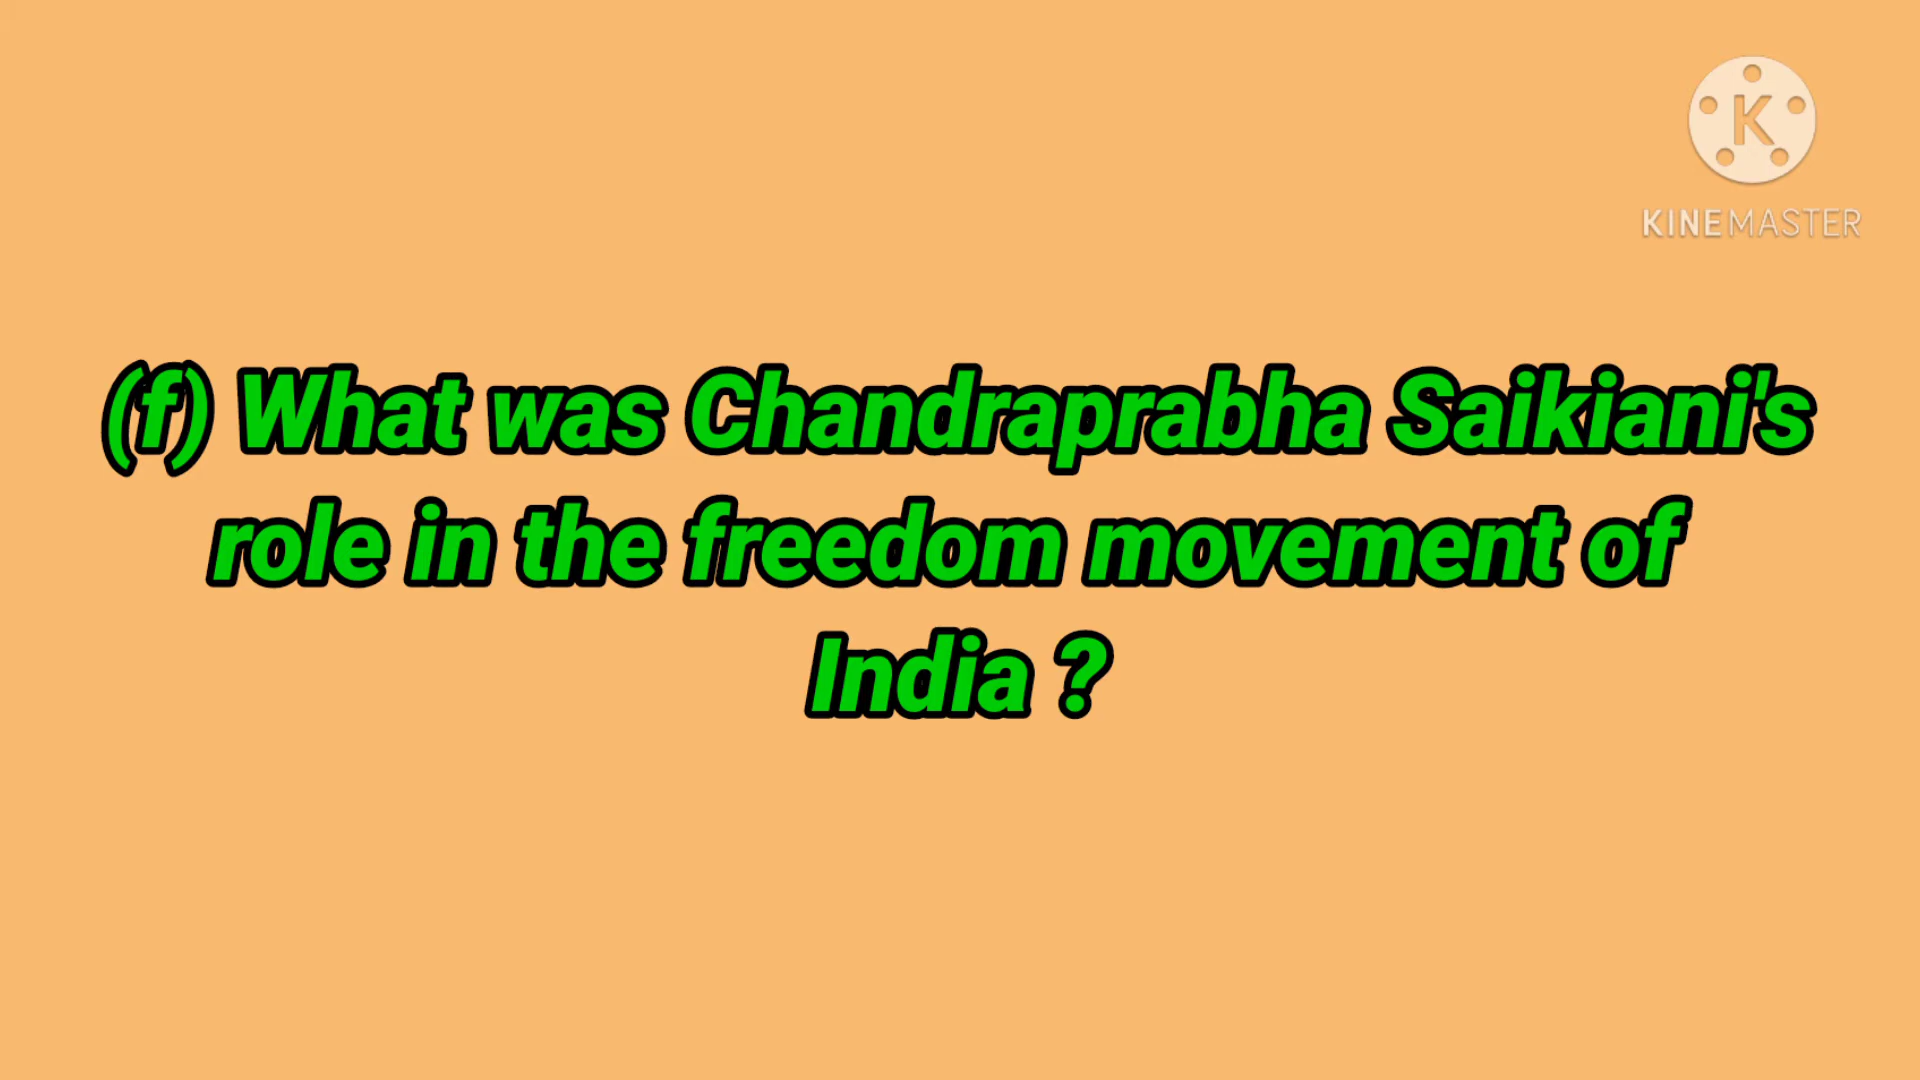 K
KINEMASTER
(f) What was Chandraprabha Saikiani's
role in the freedom movement of
India ?